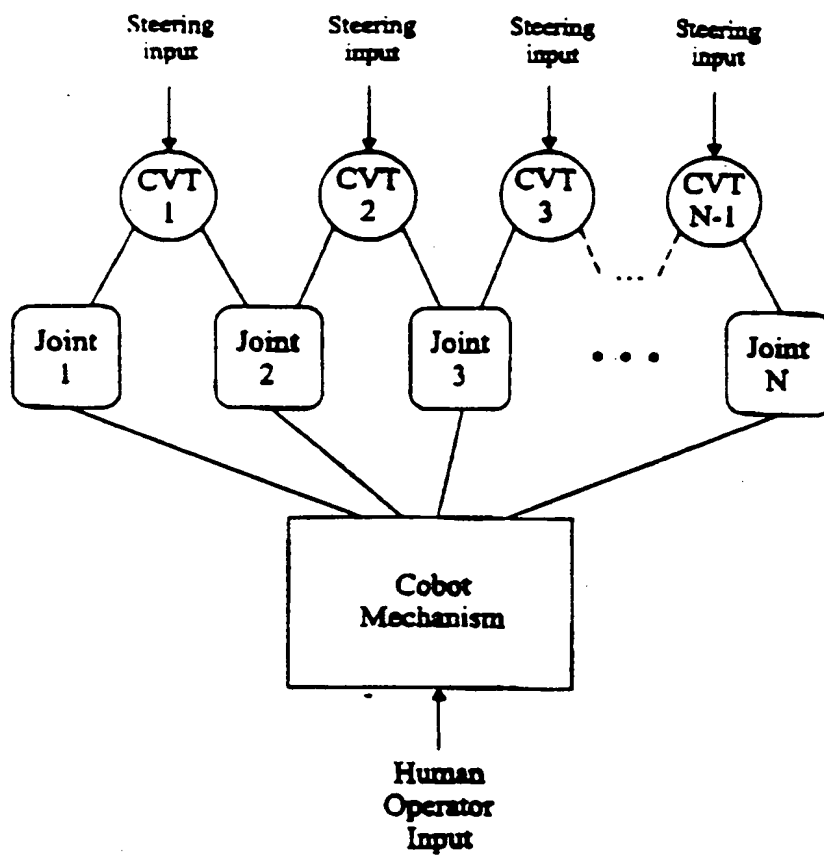 Steering
input
Steering
input
Steering
input
Steering
input
CVT
1
CVT
2
CVT
3
CVT
N-1
...
Joint
1
Joint
2
Joint
3
• • •
Joint
N
Cobot
Mechanism
Human
Operator
Input